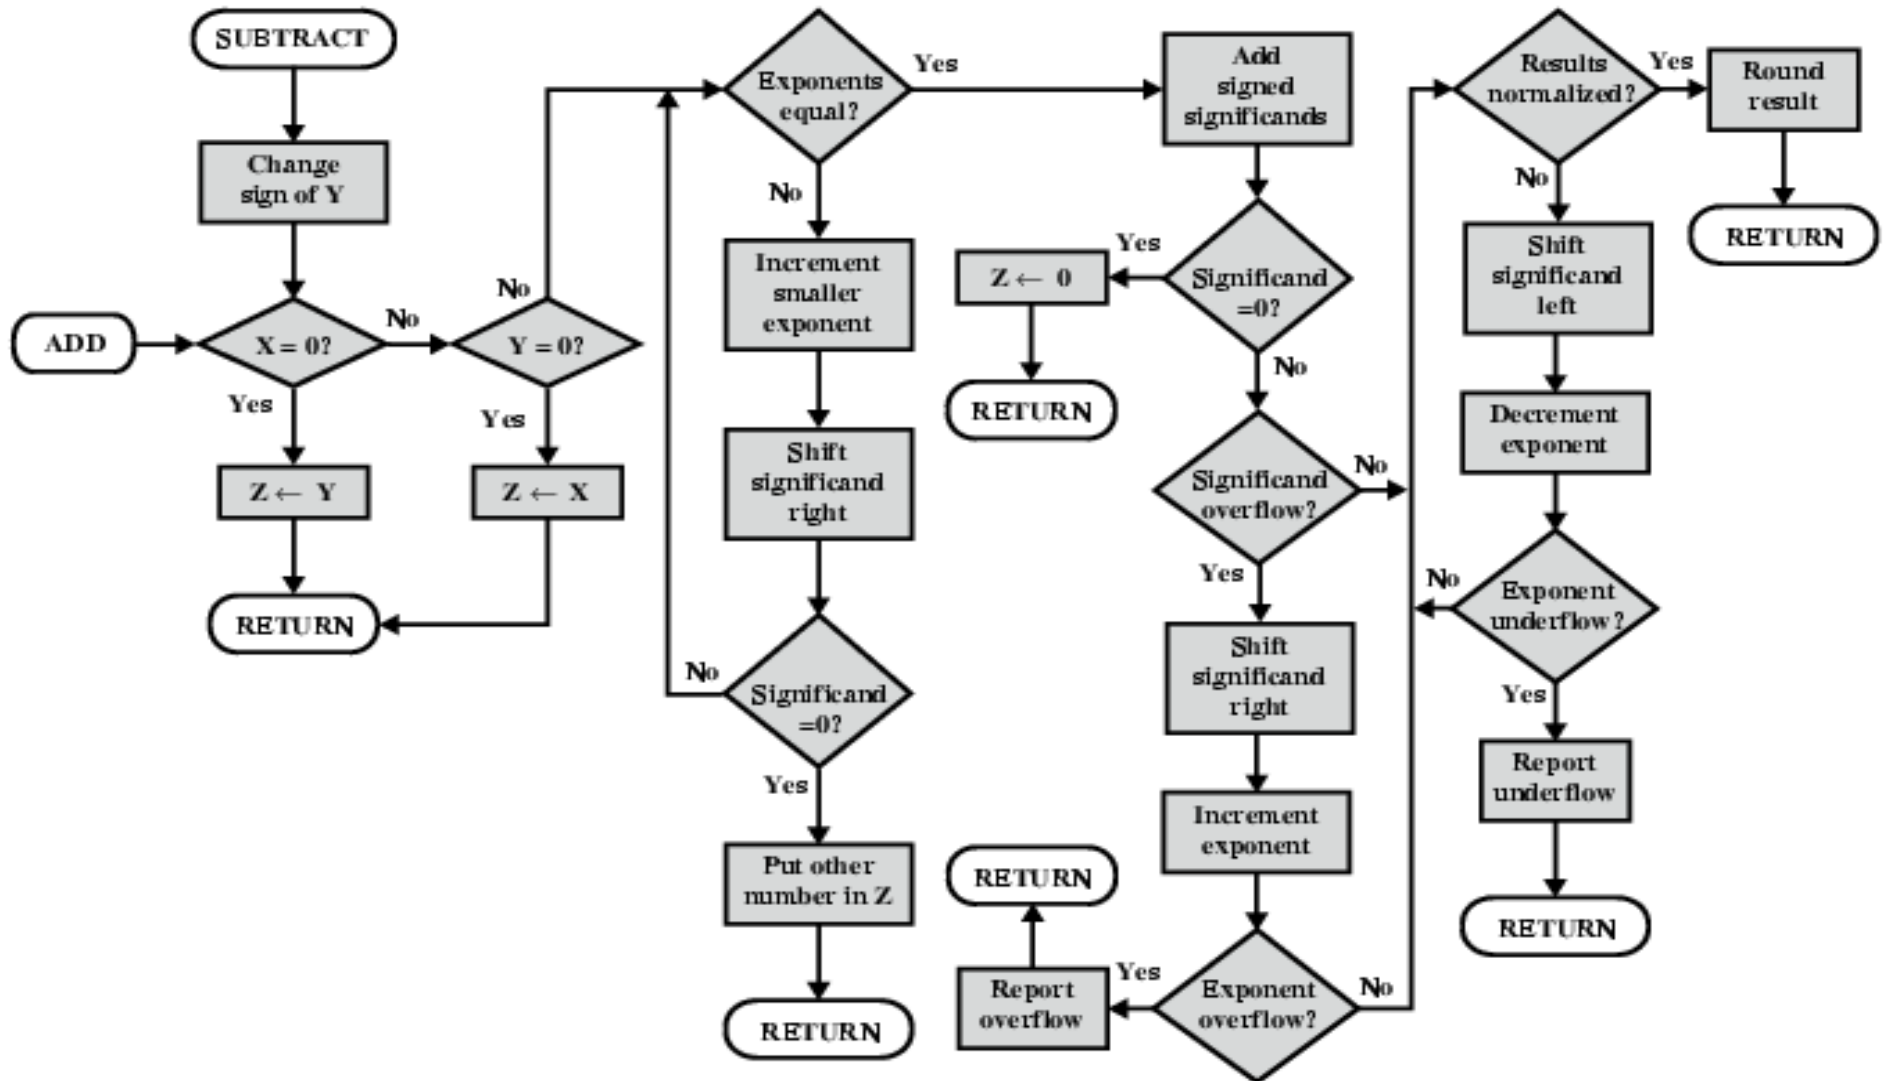 SUBTRACT
Change
sign of Y
ADD
X = 0?
No
Yes
Z ← Y
RETURN
Y = 0?
No
Yes
Z ← X
Exponents
equal?
Yes
No
Increment
smaller
exponent
Shift
significand
right
Significand
=0?
No
Yes
Put other
number in Z
RETURN
Add
signed
significands
Significand
=0?
Yes
Z ← 0
RETURN
No
Significand
overflow?
No
Yes
Shift
significand
right
Increment
exponent
Exponent
overflow?
Yes
Report
overflow
RETURN
No
Results
normalized?
Yes
Round
result
RETURN
No
Shift
significand
left
Decrement
exponent
Exponent
underflow?
No
Yes
Report
underflow
RETURN